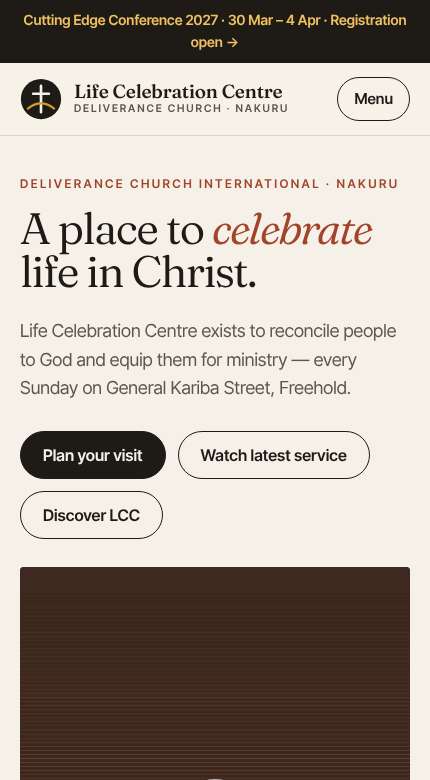 Cutting Edge Conference 2027 · 30 Mar – 4 Apr · Registration
open →
Life Celebration Centre
DELIVERANCE CHURCH · NAKURU
Menu
DELIVERANCE CHURCH INTERNATIONAL · NAKURU
A place to celebrate
life in Christ.
Life Celebration Centre exists to reconcile people
to God and equip them for ministry — every
Sunday on General Kariba Street, Freehold.
Plan your visit
Watch latest service
Discover LCC